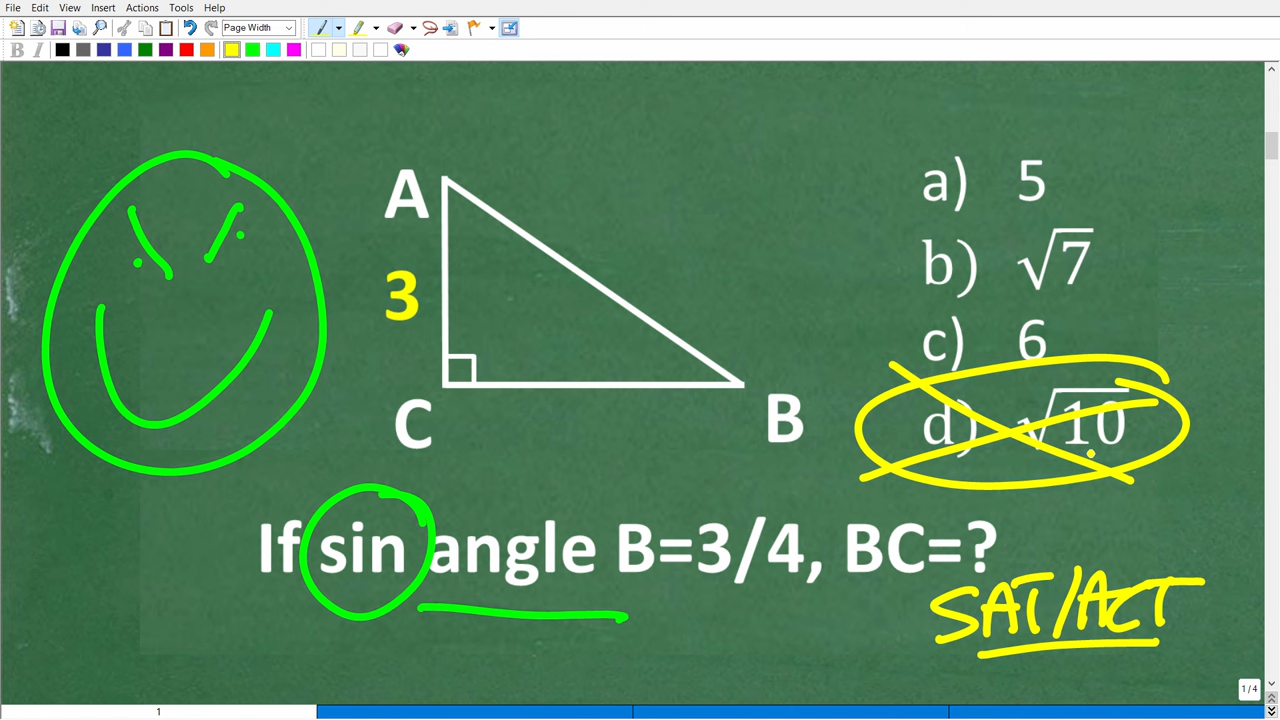 File Edit View Insert Actions Tools Help
Page Width
B I
A
3
C
B
a) 5
b) √7
c) 6
d) √10
If sin angle B=3/4, BC=?
SAT/ACT
1/4
1